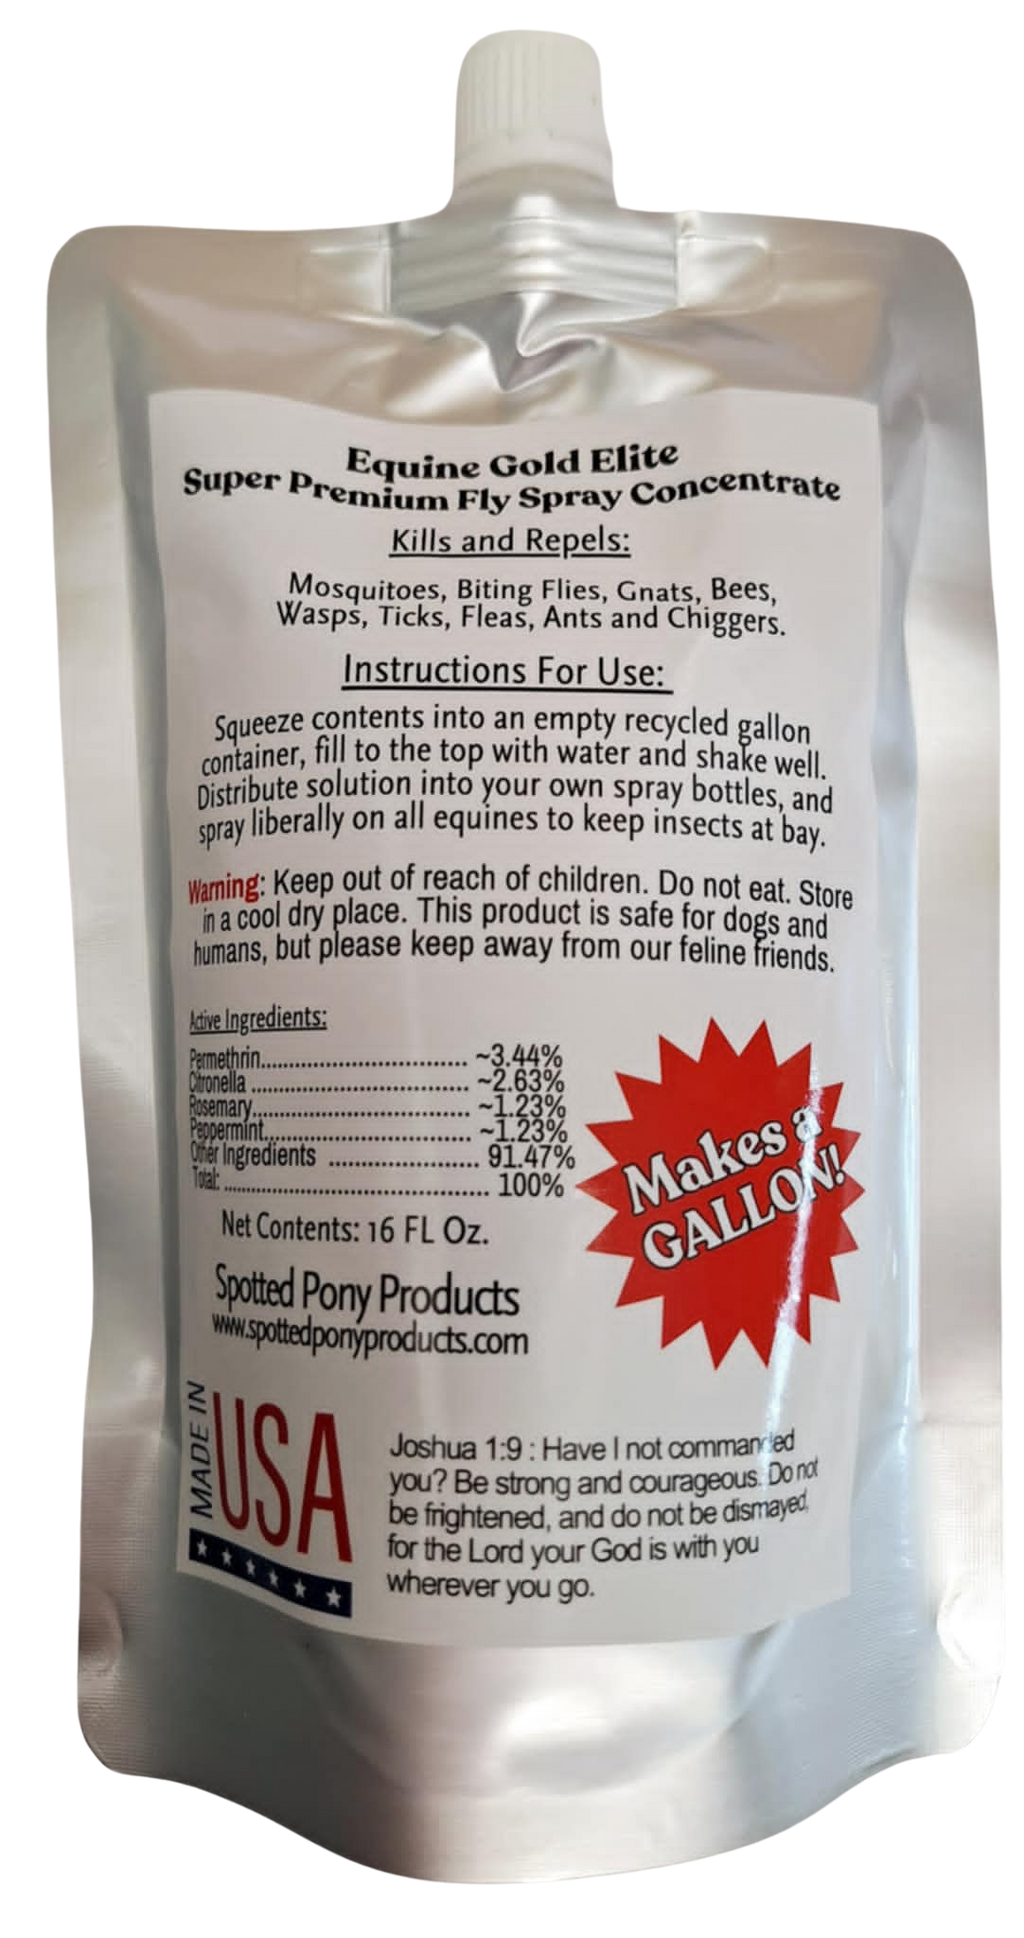 Equine Gold Elite
Super Premium Fly Spray Concentrate
Kills and Repels:
Mosquitoes, Biting Flies, Gnats, Bees,
Wasps, Ticks, Fleas, Ants and Chiggers.
Instructions For Use:
Squeeze contents into an empty recycled gallon
container, fill to the top with water and shake well.
Distribute solution into your own spray bottles, and
spray liberally on all equines to keep insects at bay.
Warning: Keep out of reach of children. Do not eat. Store
in a cool dry place. This product is safe for dogs and
humans, but please keep away from our feline friends.
Active Ingredients:
Permethrin.................................. ~3.44%
Citronella .................................... ~2.63%
Rosemary.................................... ~1.23%
Peppermint.................................. ~1.23%
Other Ingredients ......................... 91.47%
Total: ............................................ 100%
Makes a
GALLON!
Net Contents: 16 FL Oz.
Spotted Pony Products
www.spottedponyproducts.com
MADE IN
USA
Joshua 1:9 : Have I not commanded
you? Be strong and courageous. Do not
be frightened, and do not be dismayed,
for the Lord your God is with you
wherever you go.